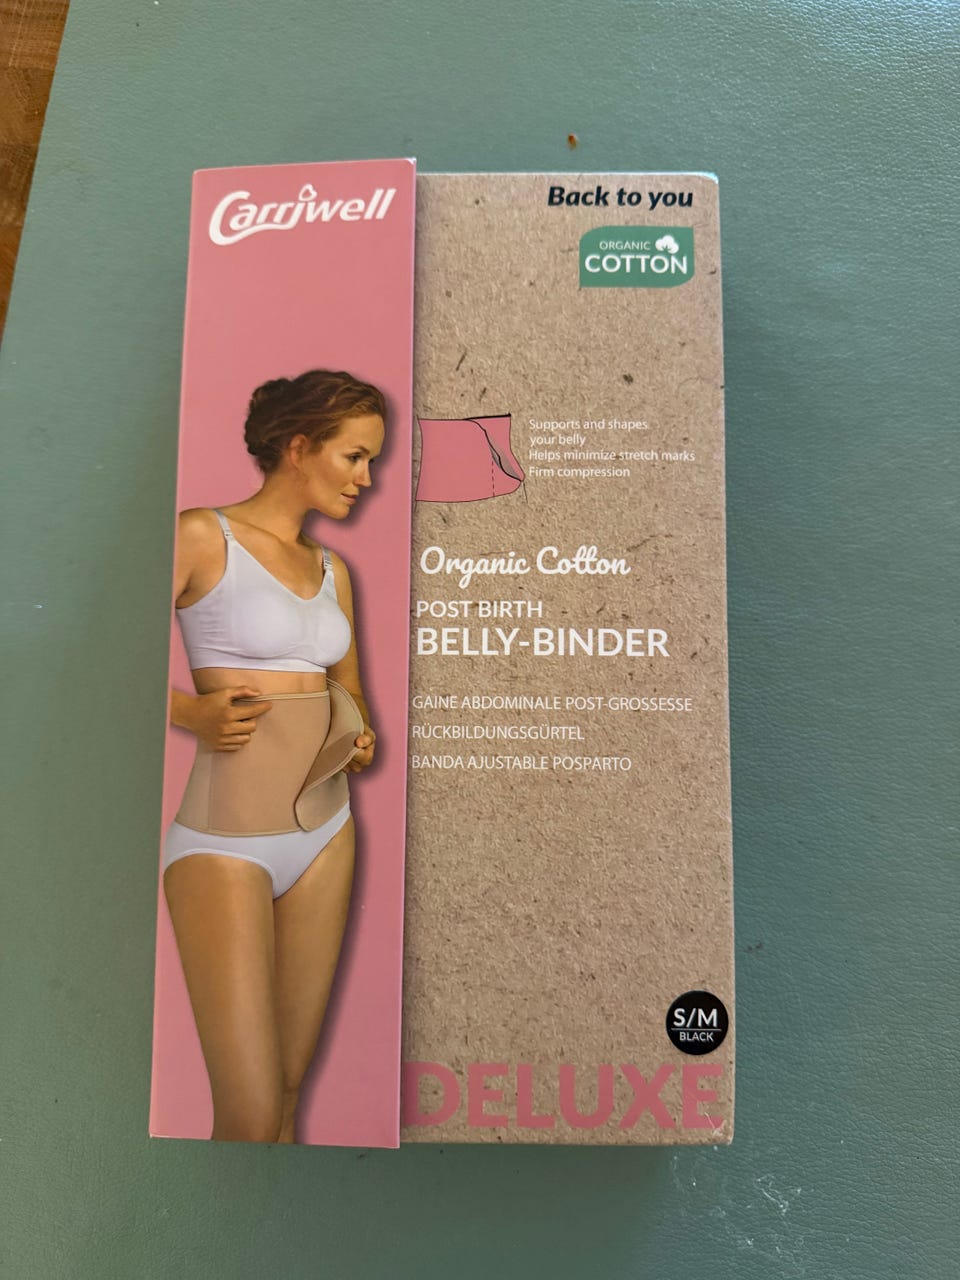 Carriwell
Back to you
ORGANIC
COTTON
Supports and shapes
your belly
Helps minimize stretch marks
Firm compression
Organic Cotton
POST BIRTH
BELLY-BINDER
GAINE ABDOMINALE POST-GROSSESSE
RÜCKBILDUNGSGÜRTEL
BANDA AJUSTABLE POSPARTO
S/M
BLACK
DELUXE